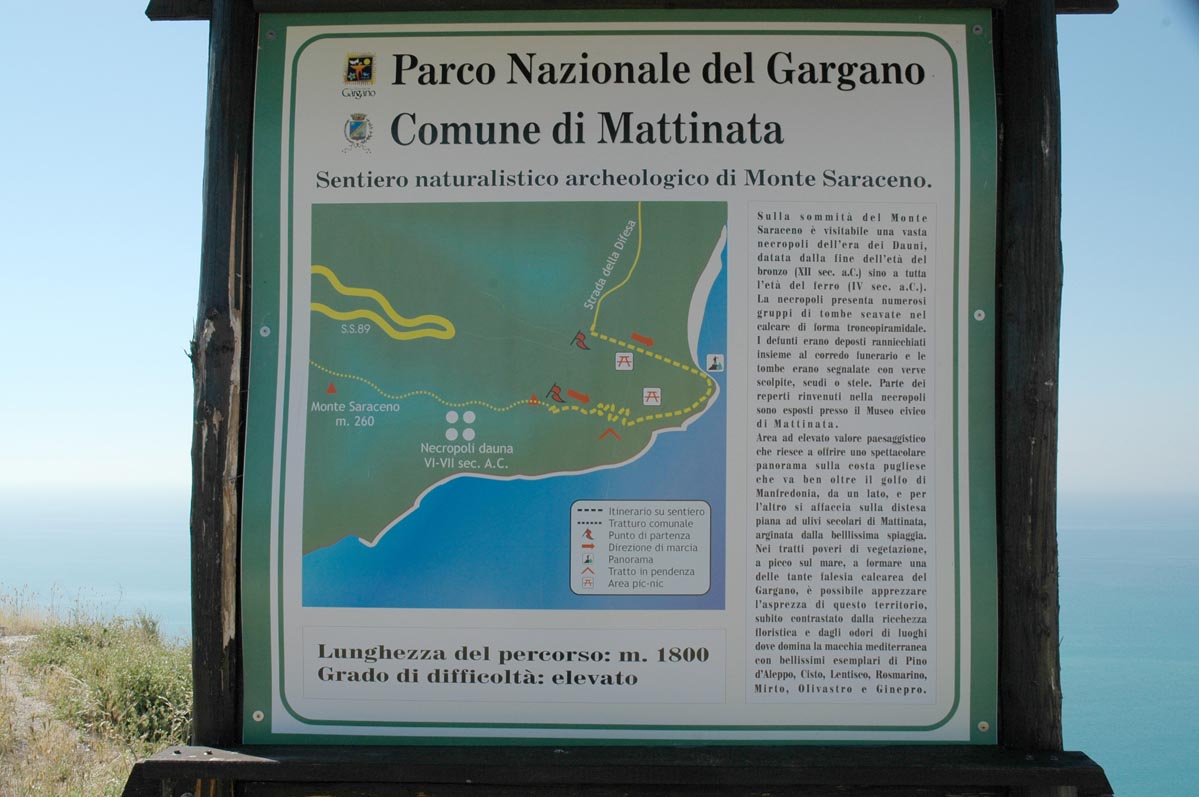 Parco Nazionale del Gargano
Gargano
Comune di Mattinata
Sentiero naturalistico archeologico di Monte Saraceno.
Strada della Difesa
S.S.89
Monte Saraceno
m. 260
Necropoli dauna
VI-VII sec. A.C.
Itinerario su sentiero
Tratturo comunale
Punto di partenza
Direzione di marcia
Panorama
Tratto in pendenza
Area pic-nic
Lunghezza del percorso: m. 1800
Grado di difficoltà: elevato
Sulla sommità del Monte
Saraceno è visitabile una vasta
necropoli dell'era dei Dauni,
datata dalla fine dell'età del
bronzo (XII sec. a.C.) sino a tutta
l'età del ferro (IV sec. a.C.).
La necropoli presenta numerosi
gruppi di tombe scavate nel
calcare di forma troncopiramidale.
I defunti erano deposti rannicchiati
insieme al corredo funerario e le
tombe erano segnalate con verve
scolpite, scudi o stele. Parte dei
reperti rinvenuti nella necropoli
sono esposti presso il Museo civico
di Mattinata.
Area ad elevato valore paesaggistico
che riesce a offrire uno spettacolare
panorama sulla costa pugliese
che va ben oltre il golfo di
Manfredonia, da un lato, e per
l'altro si affaccia sulla distesa
piana ad ulivi secolari di Mattinata,
arginata dalla belllissima spiaggia.
Nei tratti poveri di vegetazione,
a picco sul mare, a formare una
delle tante falesia calcarea del
Gargano, è possibile apprezzare
l'asprezza di questo territorio,
subito contrastato dalla ricchezza
floristica e dagli odori di luoghi
dove domina la macchia mediterranea
con bellissimi esemplari di Pino
d'Aleppo, Cisto, Lentisco, Rosmarino,
Mirto, Olivastro e Ginepro.